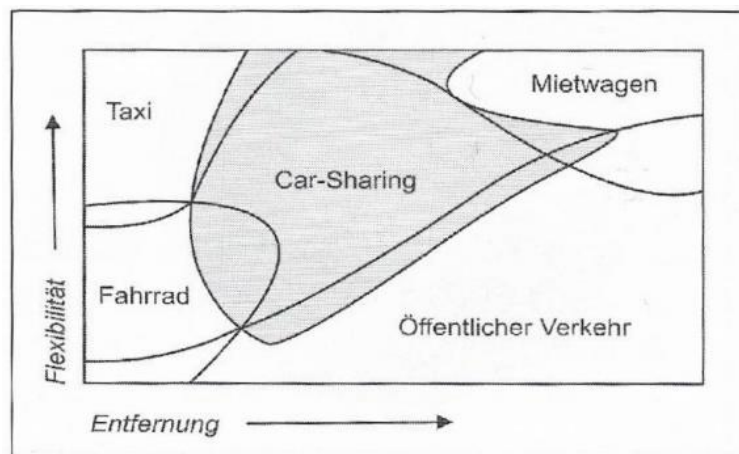 Taxi
Mietwagen
Car-Sharing
Fahrrad
Öffentlicher Verkehr
Flexibilität
Entfernung